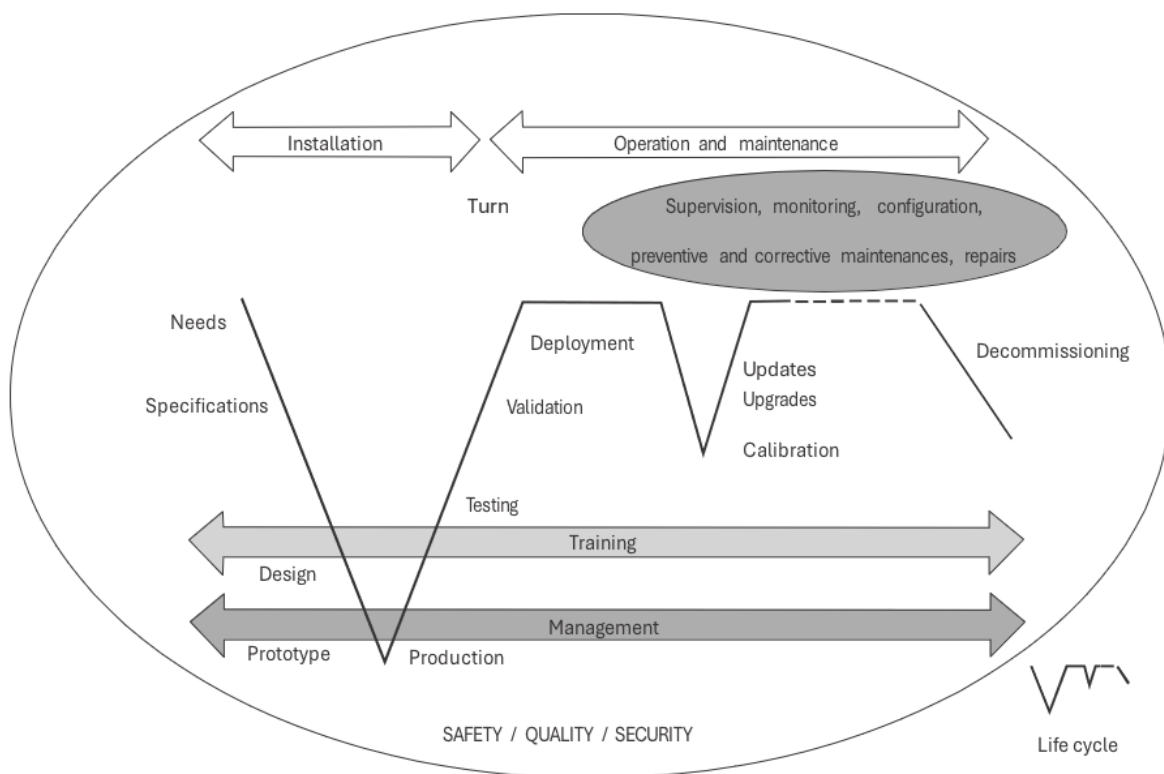 Installation
Operation and maintenance
Turn
Supervision, monitoring, configuration,
preventive and corrective maintenances, repairs
Needs
Deployment
Decommissioning
Updates
Specifications
Validation
Upgrades
Calibration
Testing
Training
Design
Management
Prototype
Production
SAFETY / QUALITY / SECURITY
Life cycle